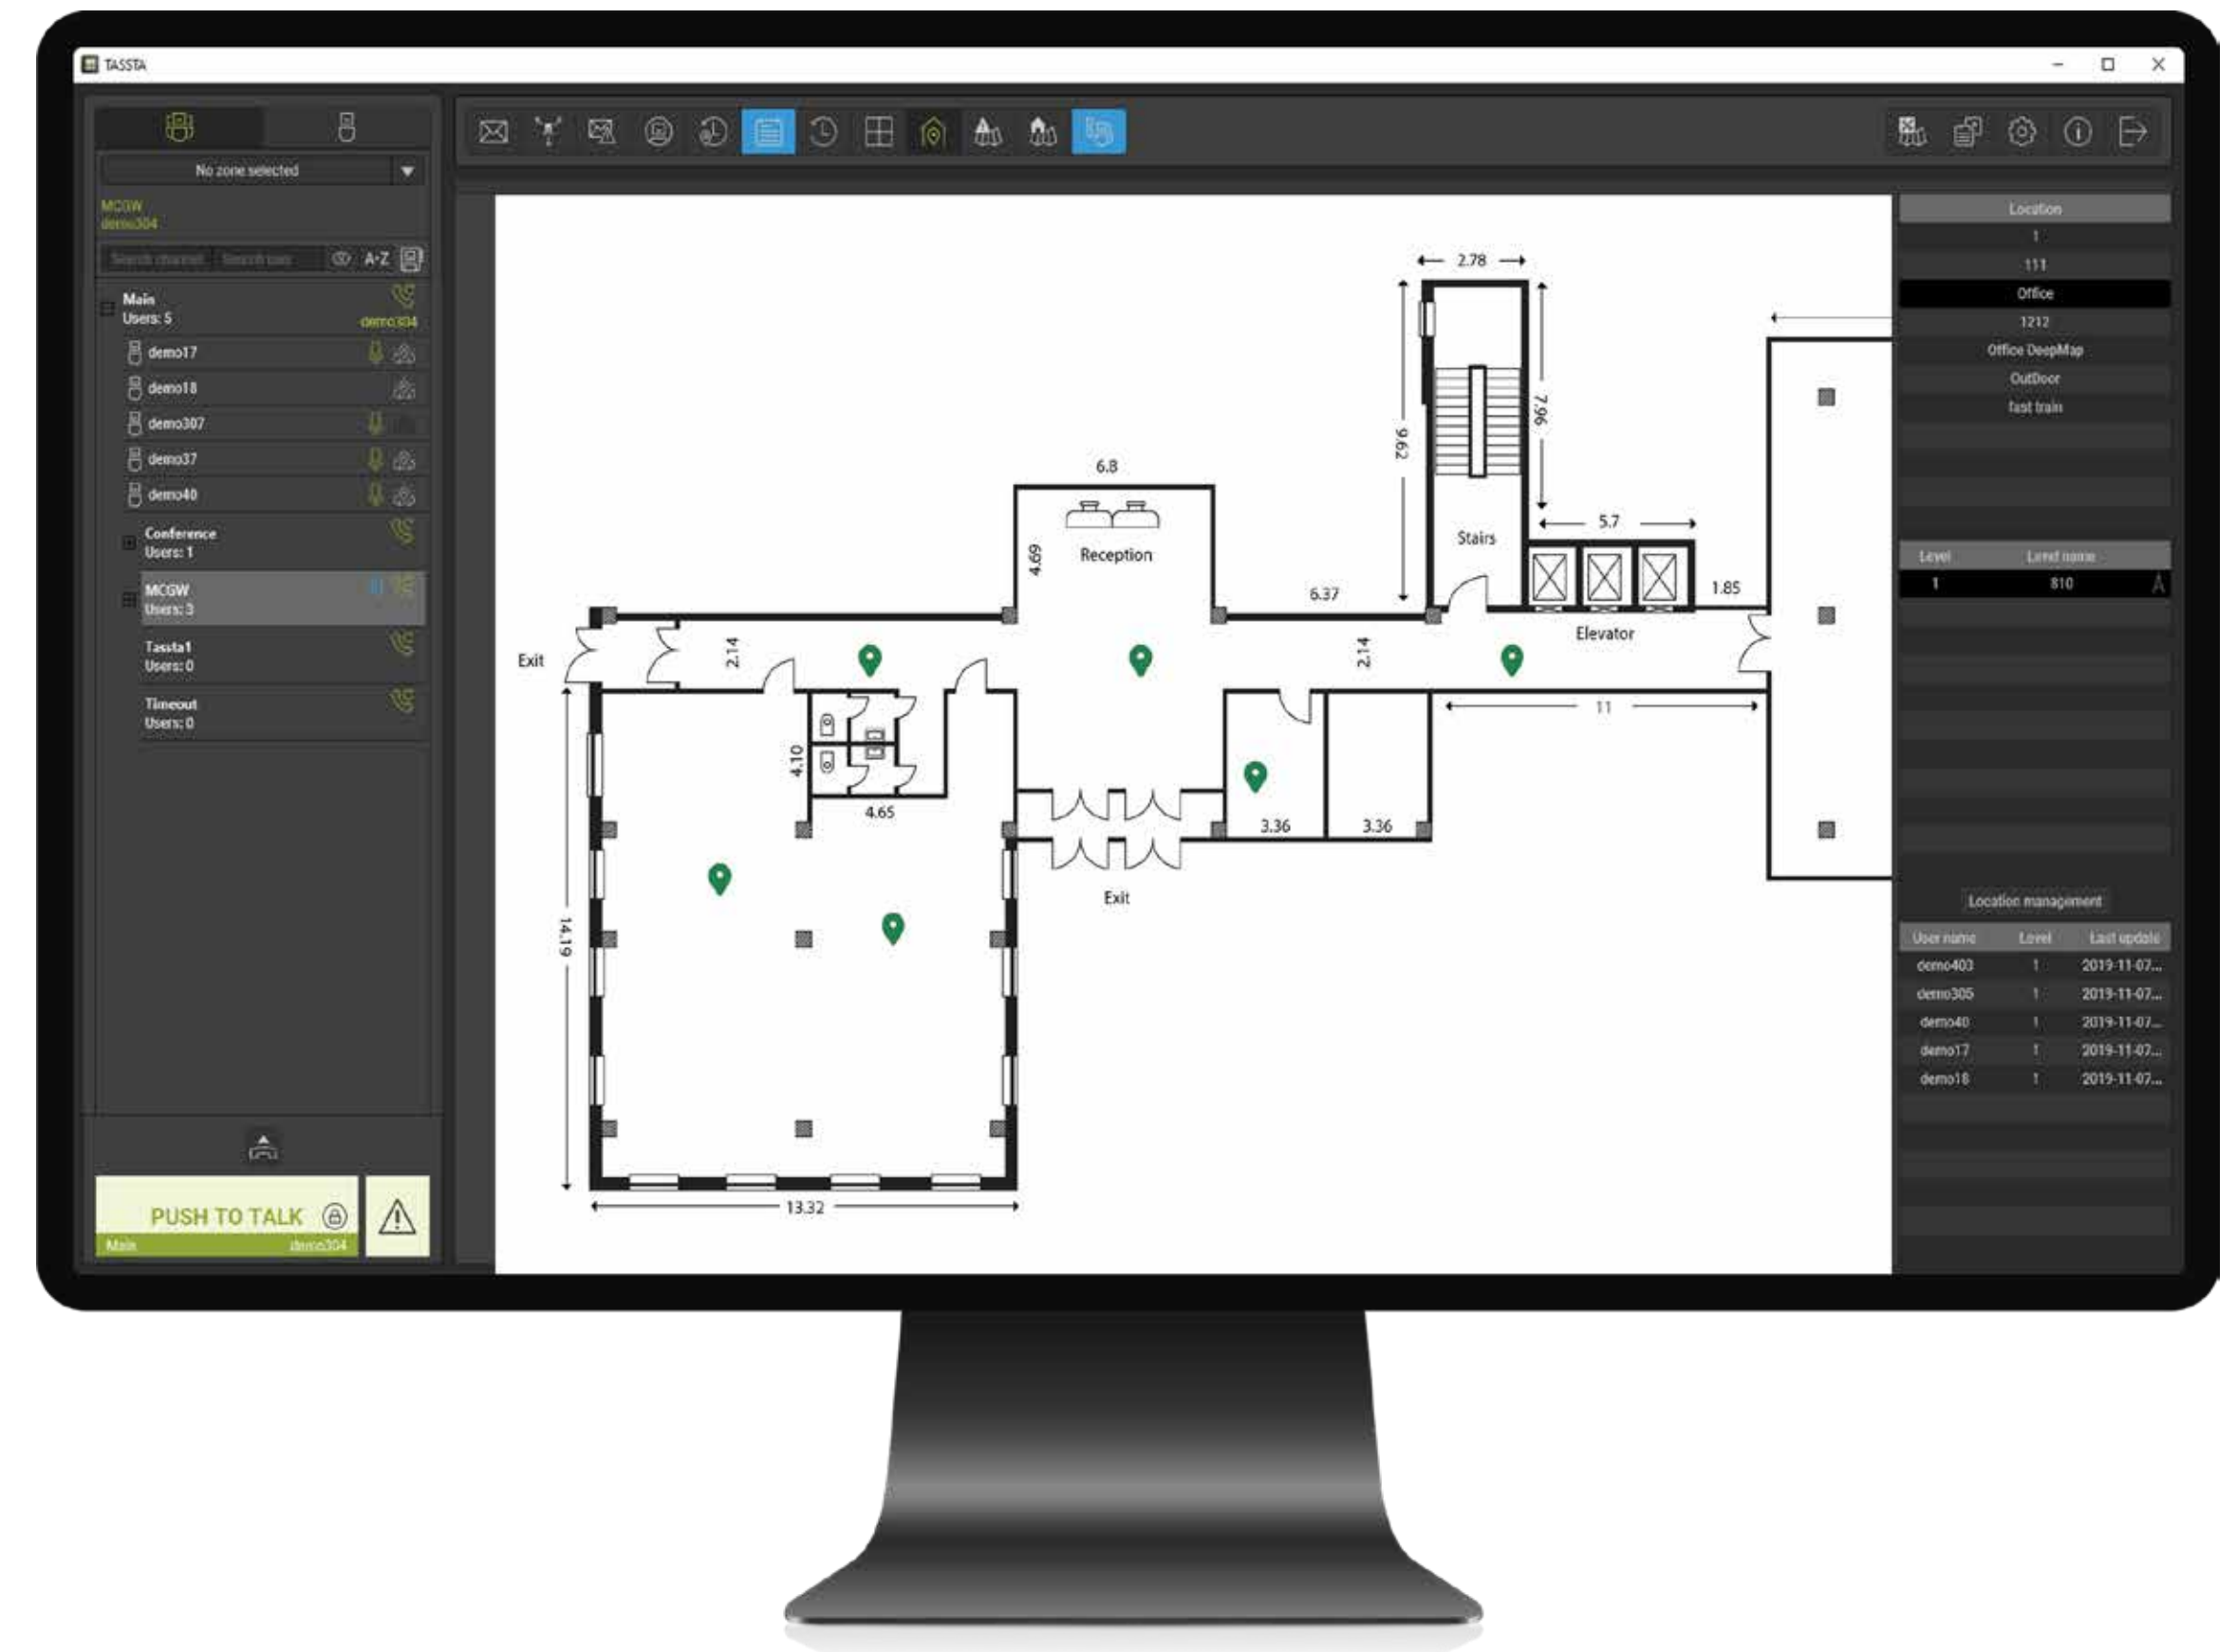 TASSTA
No zone selected
MCGW
demo304
Search channel Search user A-Z
Main
Users: 5
demo304
demo17
demo18
demo307
demo37
demo40
Conference
Users: 1
MCGW
Users: 3
Tassta1
Users: 0
Timeout
Users: 0
PUSH TO TALK
Main demo304
2.78
9.62
7.96
6.8
4.69
Reception
Stairs
5.7
6.37
1.85
Elevator
Exit
2.14
2.14
11
4.10
4.65
3.36
3.36
Exit
14.19
13.32
Location
1
111
Office
1212
Office DeepMap
OutDoor
fast train
Level Level name
1 810
Location management
User name Level Last update
demo403 1 2019-11-07...
demo305 1 2019-11-07...
demo40 1 2019-11-07...
demo17 1 2019-11-07...
demo18 1 2019-11-07...